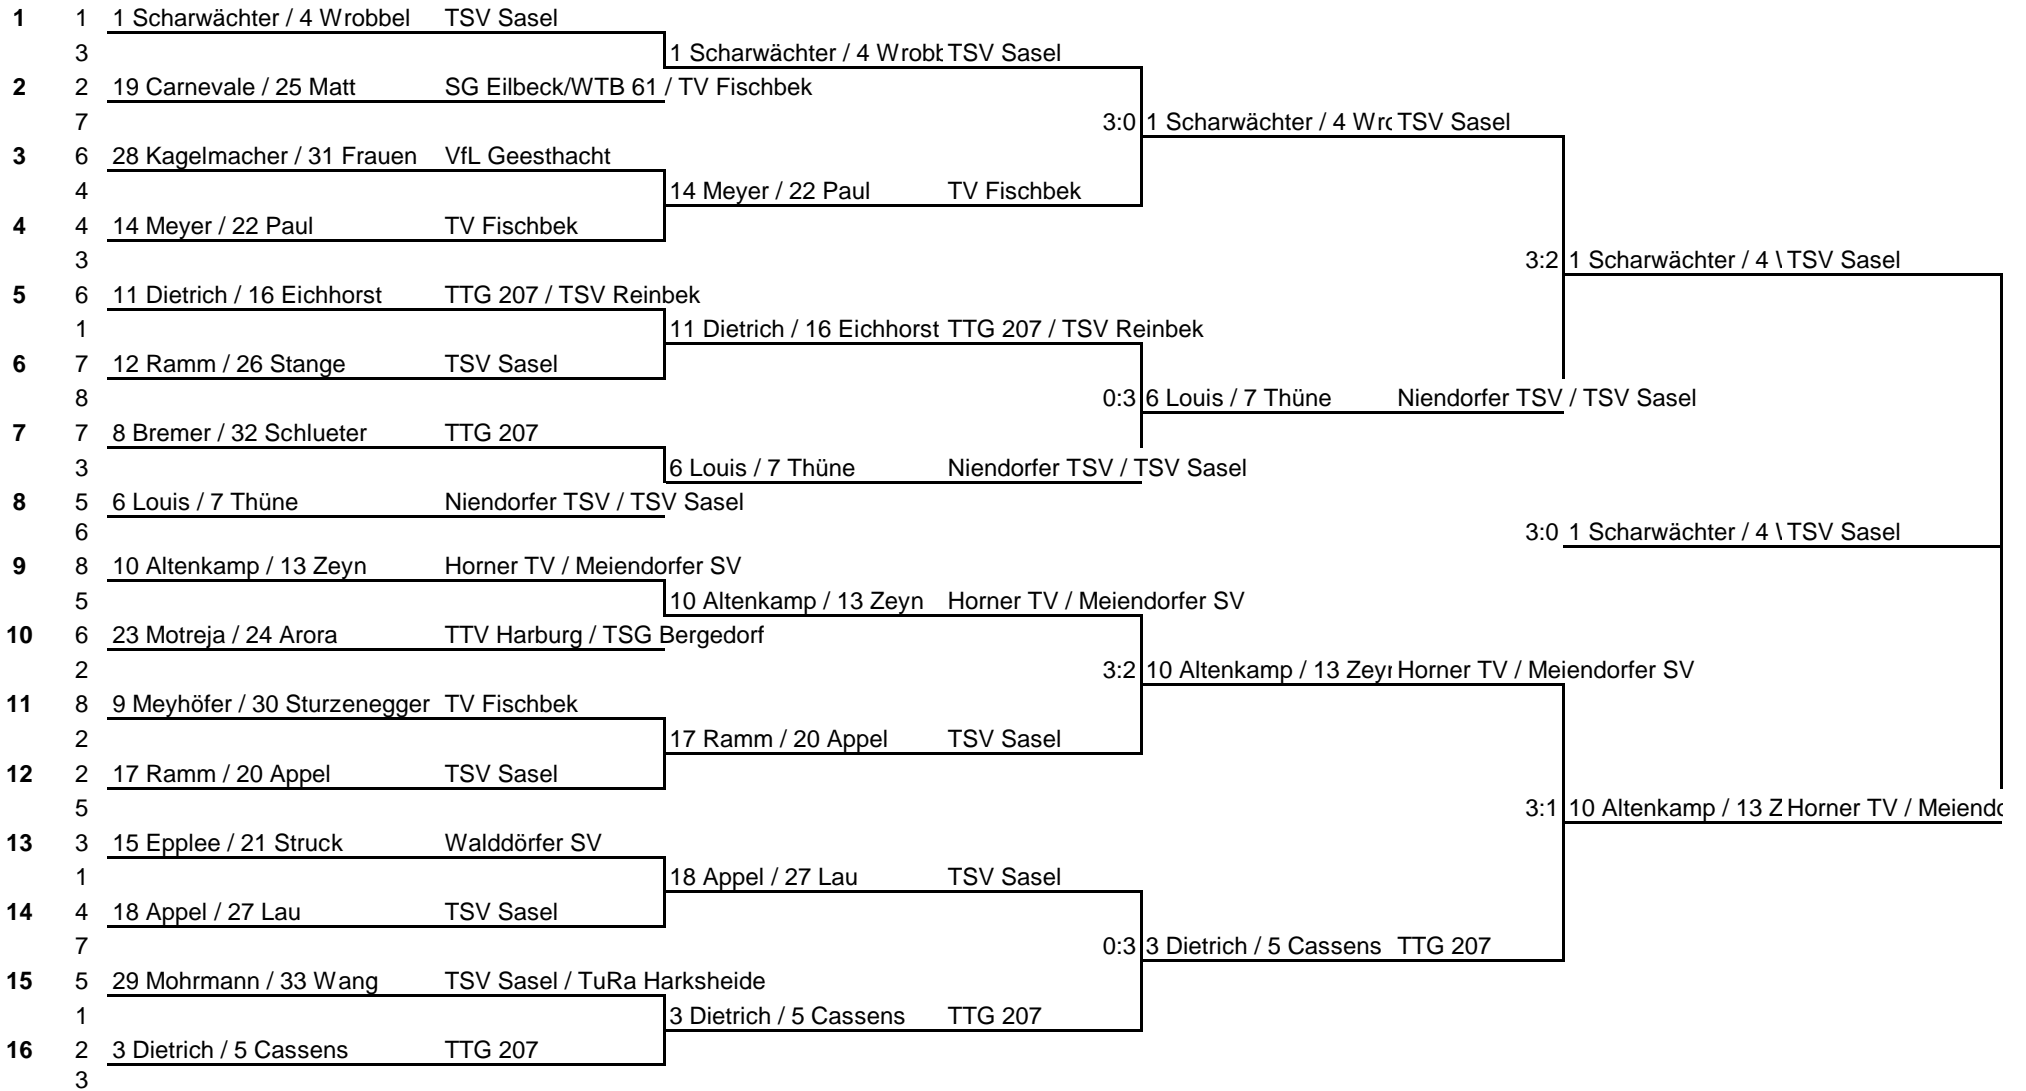 1 1 1 Scharwächter / 4 Wrobbel TSV Sasel
3 1 Scharwächter / 4 Wrobb TSV Sasel
2 2 19 Carnevale / 25 Matt SG Eilbeck/WTB 61 / TV Fischbek
7 3:0 1 Scharwächter / 4 Wro TSV Sasel
3 6 28 Kagelmacher / 31 Frauen VfL Geesthacht
4 14 Meyer / 22 Paul TV Fischbek
4 4 14 Meyer / 22 Paul TV Fischbek
3 3:2 1 Scharwächter / 4 \ TSV Sasel
5 6 11 Dietrich / 16 Eichhorst TTG 207 / TSV Reinbek
1 11 Dietrich / 16 Eichhorst TTG 207 / TSV Reinbek
6 7 12 Ramm / 26 Stange TSV Sasel
8 0:3 6 Louis / 7 Thüne Niendorfer TSV / TSV Sasel
7 7 8 Bremer / 32 Schlueter TTG 207
3 6 Louis / 7 Thüne Niendorfer TSV / TSV Sasel
8 5 6 Louis / 7 Thüne Niendorfer TSV / TSV Sasel
6 3:0 1 Scharwächter / 4 \ TSV Sasel
9 8 10 Altenkamp / 13 Zeyn Horner TV / Meiendorfer SV
5 10 Altenkamp / 13 Zeyn Horner TV / Meiendorfer SV
10 6 23 Motreja / 24 Arora TTV Harburg / TSG Bergedorf
2 3:2 10 Altenkamp / 13 Zeyn Horner TV / Meiendorfer SV
11 8 9 Meyhöfer / 30 Sturzenegger TV Fischbek
2 17 Ramm / 20 Appel TSV Sasel
12 2 17 Ramm / 20 Appel TSV Sasel
5 3:1 10 Altenkamp / 13 Z Horner TV / Meiendo
13 3 15 Epplee / 21 Struck Walddörfer SV
1 18 Appel / 27 Lau TSV Sasel
14 4 18 Appel / 27 Lau TSV Sasel
7 0:3 3 Dietrich / 5 Cassens TTG 207
15 5 29 Mohrmann / 33 Wang TSV Sasel / TuRa Harksheide
1 3 Dietrich / 5 Cassens TTG 207
16 2 3 Dietrich / 5 Cassens TTG 207
3